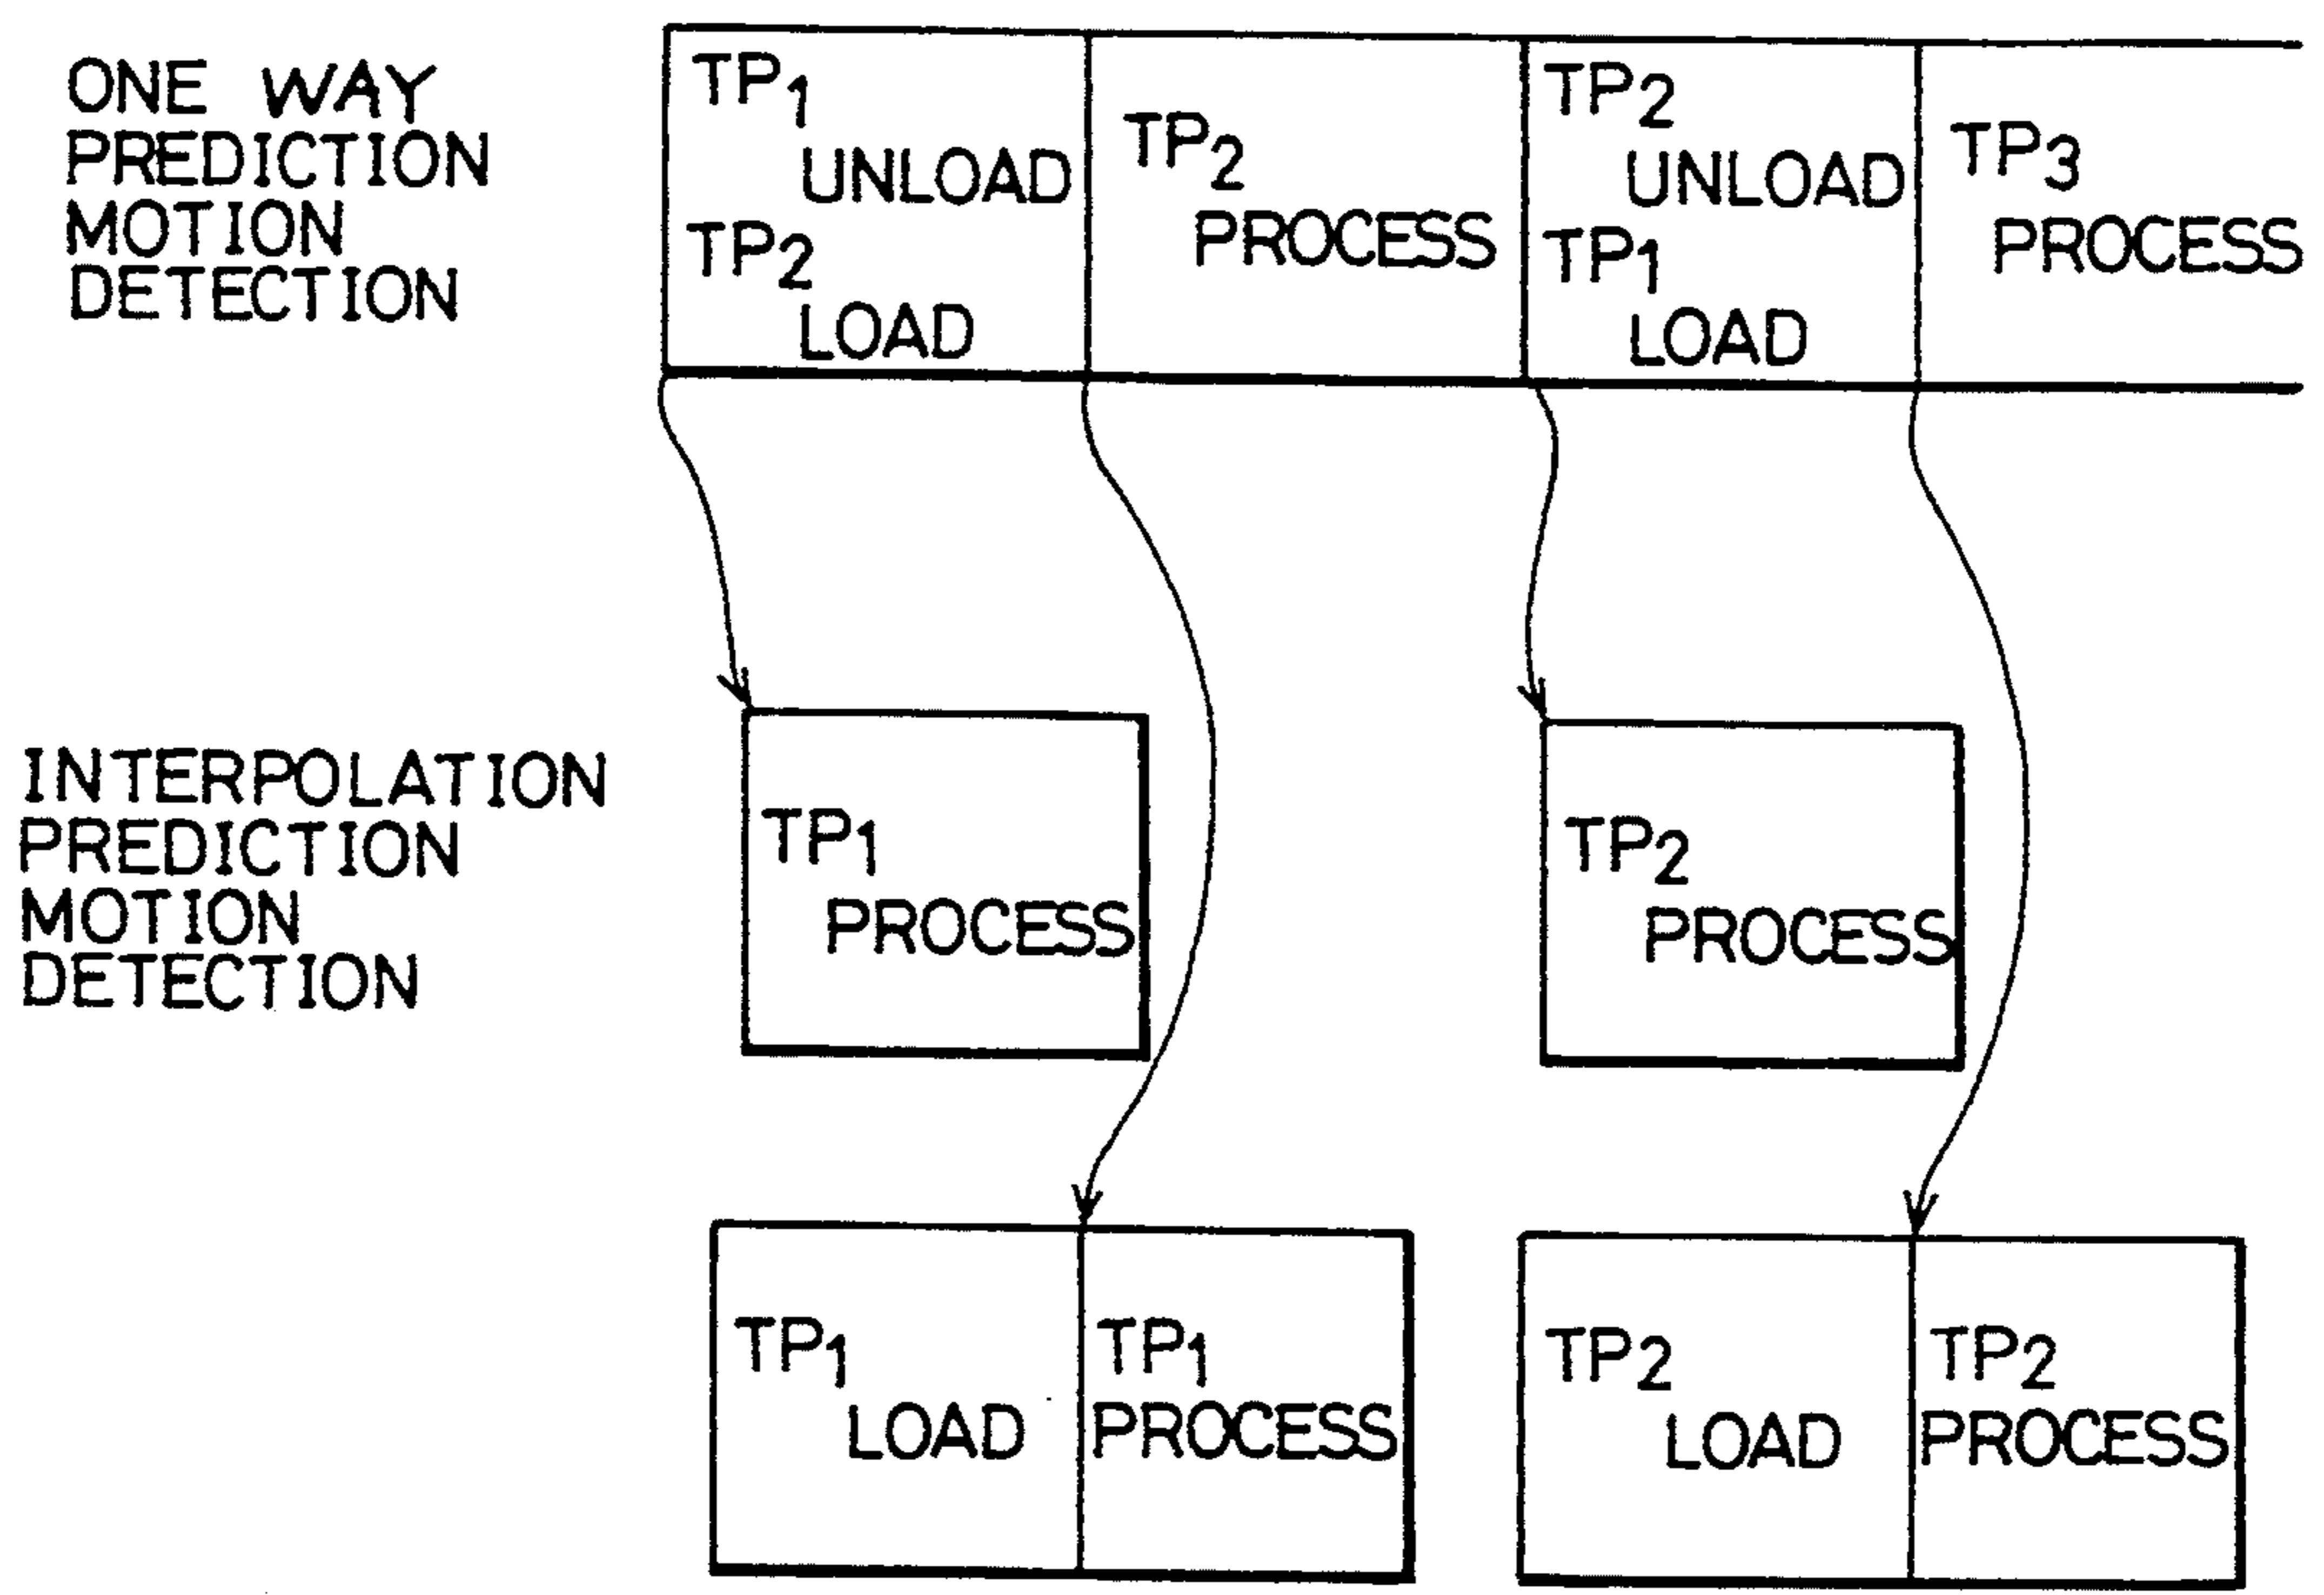 ONE WAY
PREDICTION
MOTION
DETECTION
TP1
UNLOAD
TP2
LOAD
TP2
PROCESS
TP2
UNLOAD
TP1
LOAD
TP3
PROCESS
INTERPOLATION
PREDICTION
MOTION
DETECTION
TP1
PROCESS
TP2
PROCESS
TP1
LOAD
TP1
PROCESS
TP2
LOAD
TP2
PROCESS